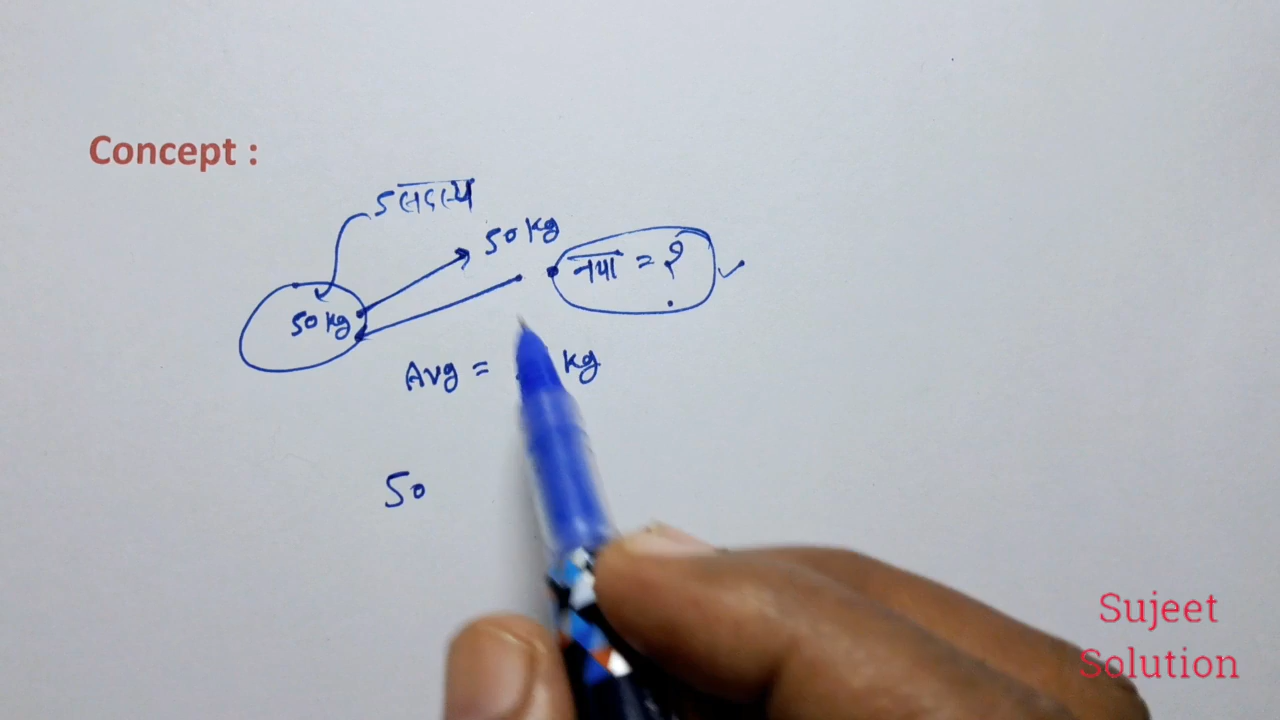 Concept :
5 सदस्य
50 kg
नया = ?
50 kg
Avg = kg
50
Sujeet
Solution